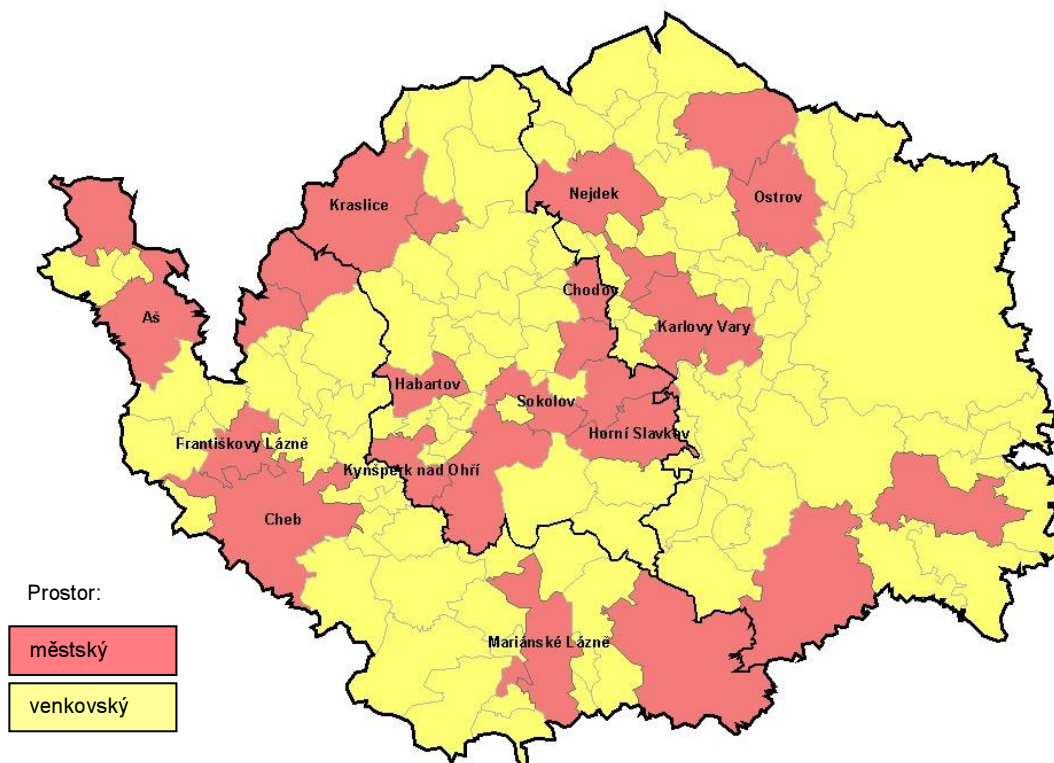 Kraslice
Nejdek
Ostrov
Chodov
Aš
Karlovy Vary
Habartov
Sokolov
Františkovy Lázně
Horní Slavkov
Kynšperk nad Ohří
Cheb
Mariánské Lázně
Prostor:
městský
venkovský